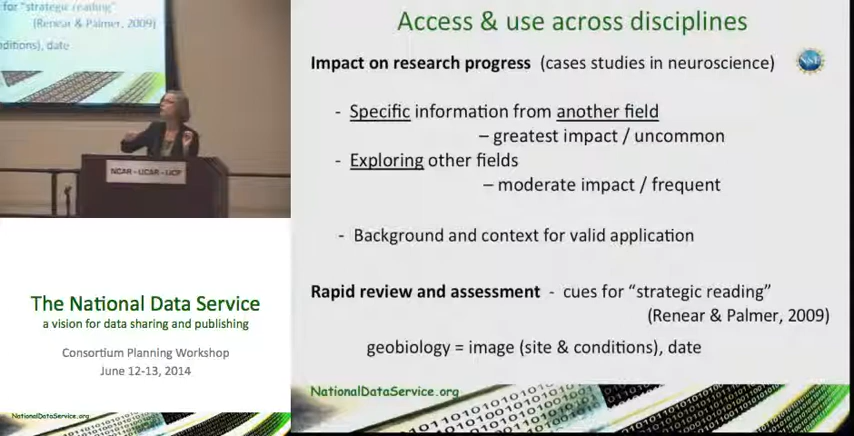 for "strategic reading"
(Renear & Palmer, 2009)
nditions), date
NCAR - UCAR - UCP
The National Data Service
a vision for data sharing and publishing
Consortium Planning Workshop
June 12-13, 2014
NationalDataService.org
Access & use across disciplines
Impact on research progress (cases studies in neuroscience)
NSF
- Specific information from another field
– greatest impact / uncommon
- Exploring other fields
– moderate impact / frequent
- Background and context for valid application
Rapid review and assessment - cues for "strategic reading"
(Renear & Palmer, 2009)
geobiology = image (site & conditions), date
NationalDataService.org